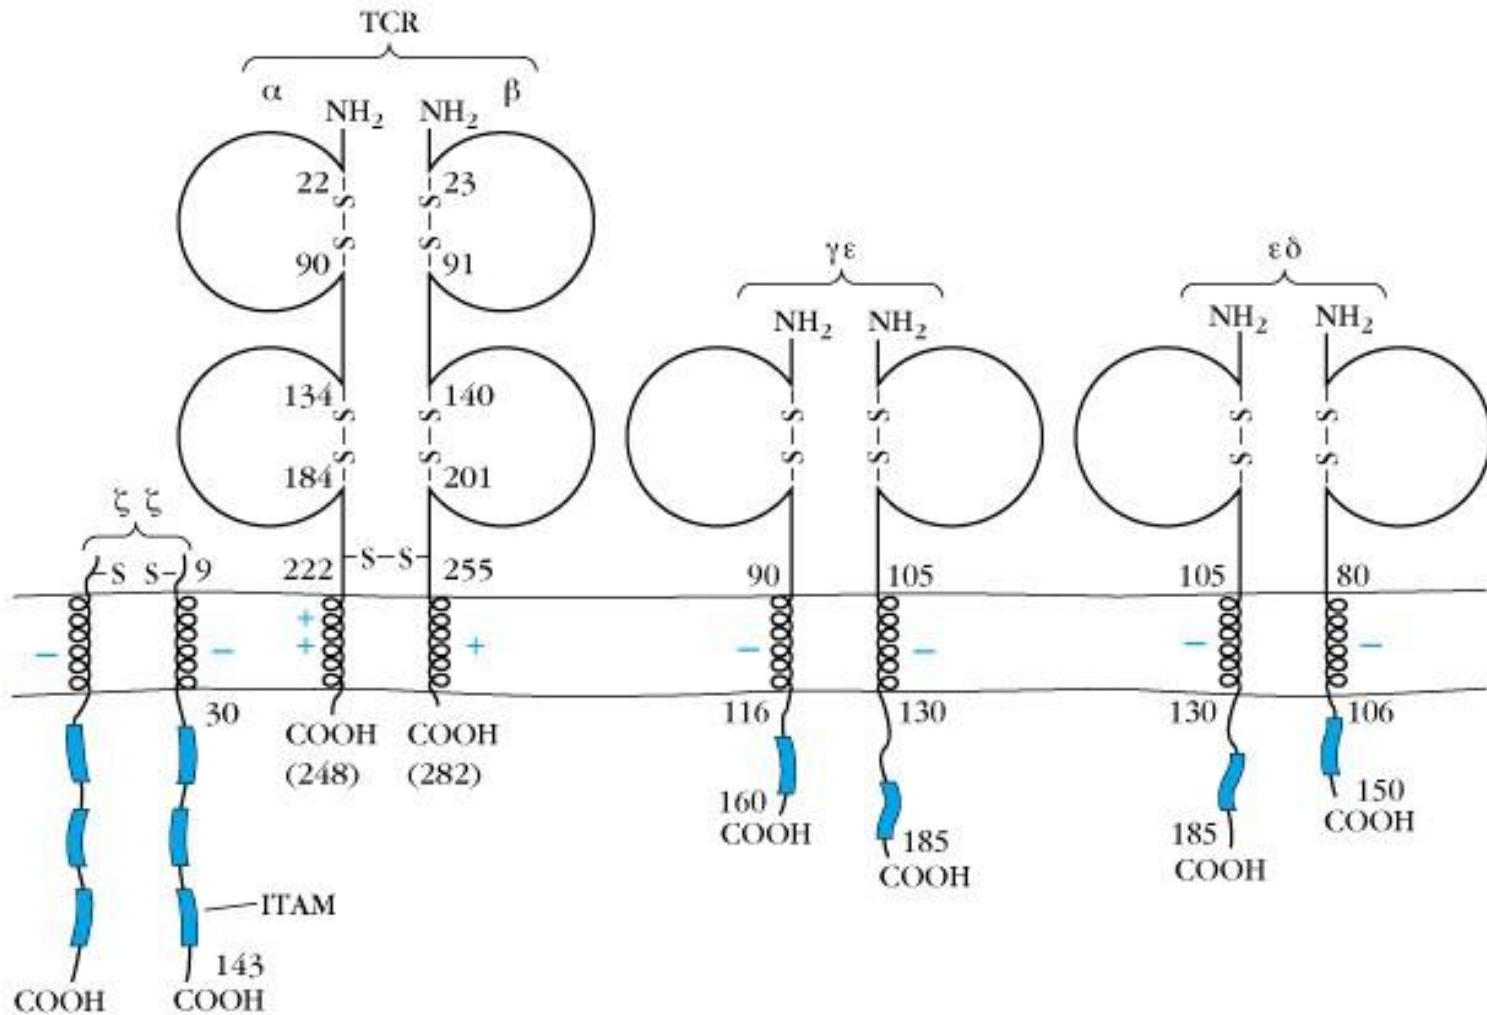 TCR
α β
NH₂ NH₂
22 S S 23
90 S S 91
γε
εδ
NH₂ NH₂ NH₂ NH₂
134 S S 140
S S S S
184 S S 201
S S S S
ζ ζ
S S 9
222 S–S 255
90 105
105 80
– – + + + – – – –
30
116 130
130 106
COOH COOH
(248) (282)
160
COOH
185
COOH
185
COOH
150
COOH
ITAM
143
COOH COOH